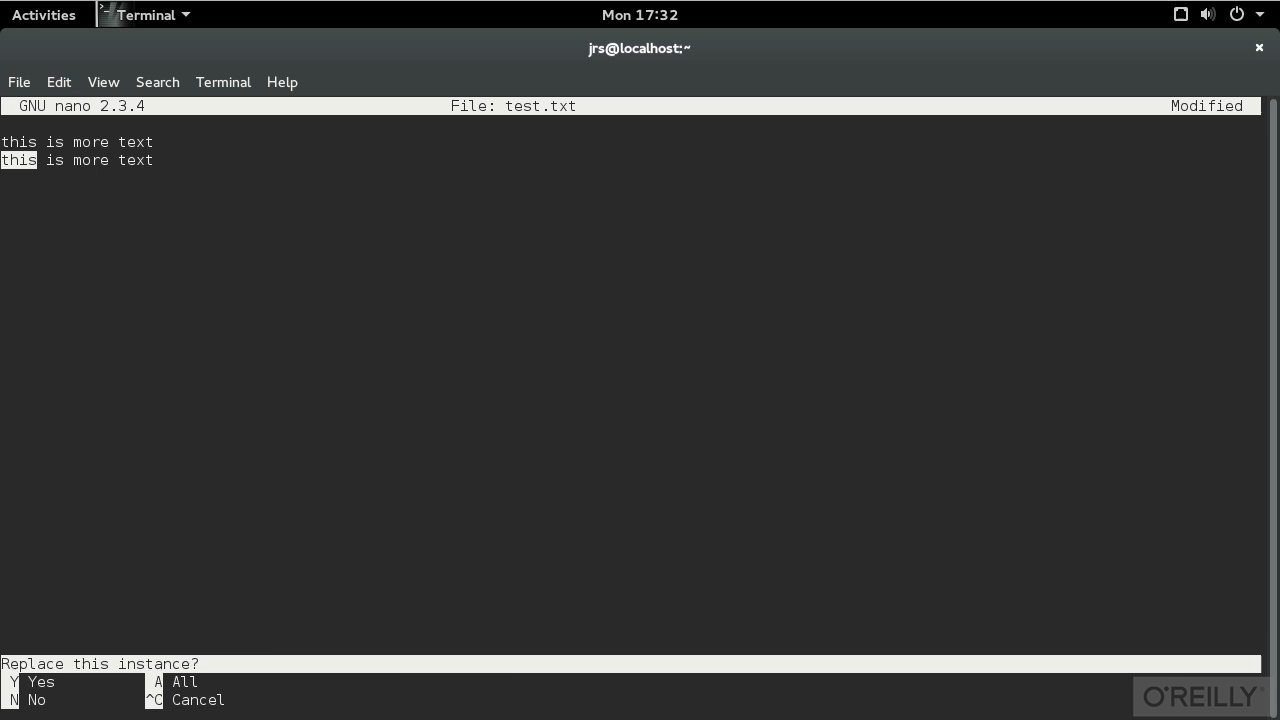 Activities Terminal Mon 17:32
jrs@localhost:~
File Edit View Search Terminal Help
GNU nano 2.3.4 File: test.txt Modified
this is more text
this is more text
Replace this instance?
Y Yes A All
N No ^C Cancel
O'REILLY